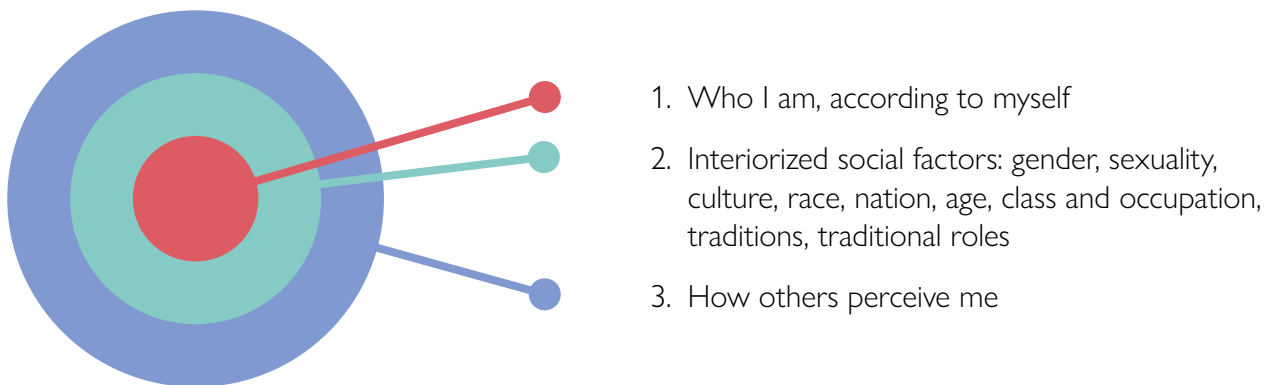 1. Who I am, according to myself
2. Interiorized social factors: gender, sexuality,
culture, race, nation, age, class and occupation,
traditions, traditional roles
3. How others perceive me